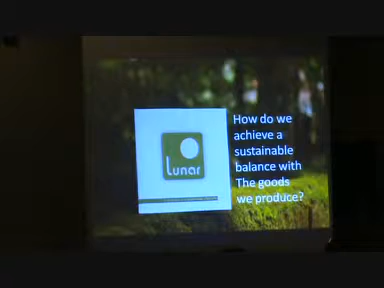 Lunar
How do we
achieve a
sustainable
balance with
The goods
we produce?